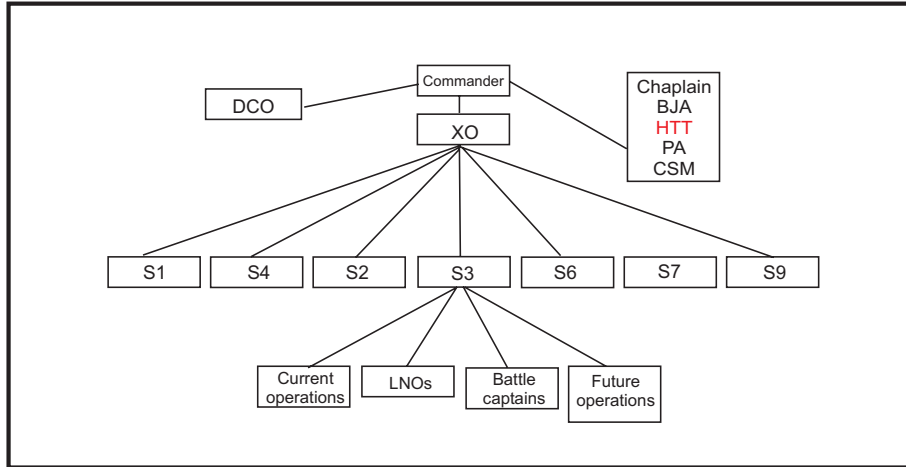 Commander
DCO
XO
Chaplain
BJA
HTT
PA
CSM
S1
S4
S2
S3
S6
S7
S9
Current
operations
LNOs
Battle
captains
Future
operations